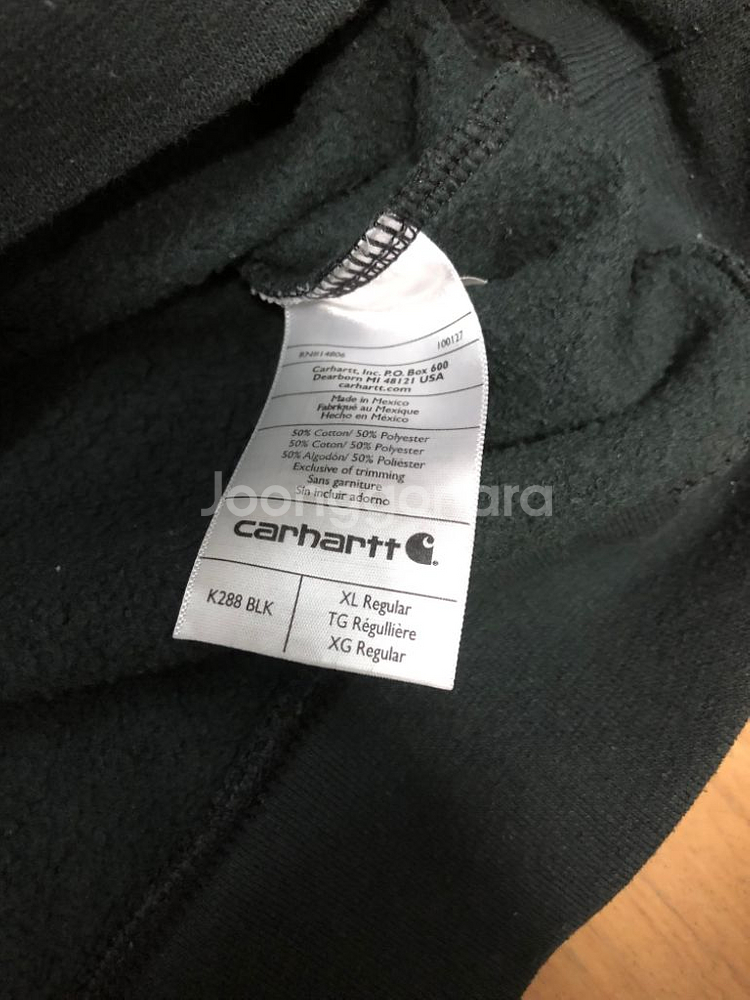 RN# 14806
100127
Carhartt, Inc. P.O. Box 600
Dearborn MI 48121 USA
carhartt.com
Made in Mexico
Fabriqué au Mexique
Hecho en México
50% Cotton/ 50% Polyester
50% Coton/ 50% Polyester
50% Algodón/ 50% Poliéster
Exclusive of trimming
Sans garniture
Sin incluir adorno
Joonggonara
carhartt
K288 BLK
XL Regular
TG Régullière
XG Regular